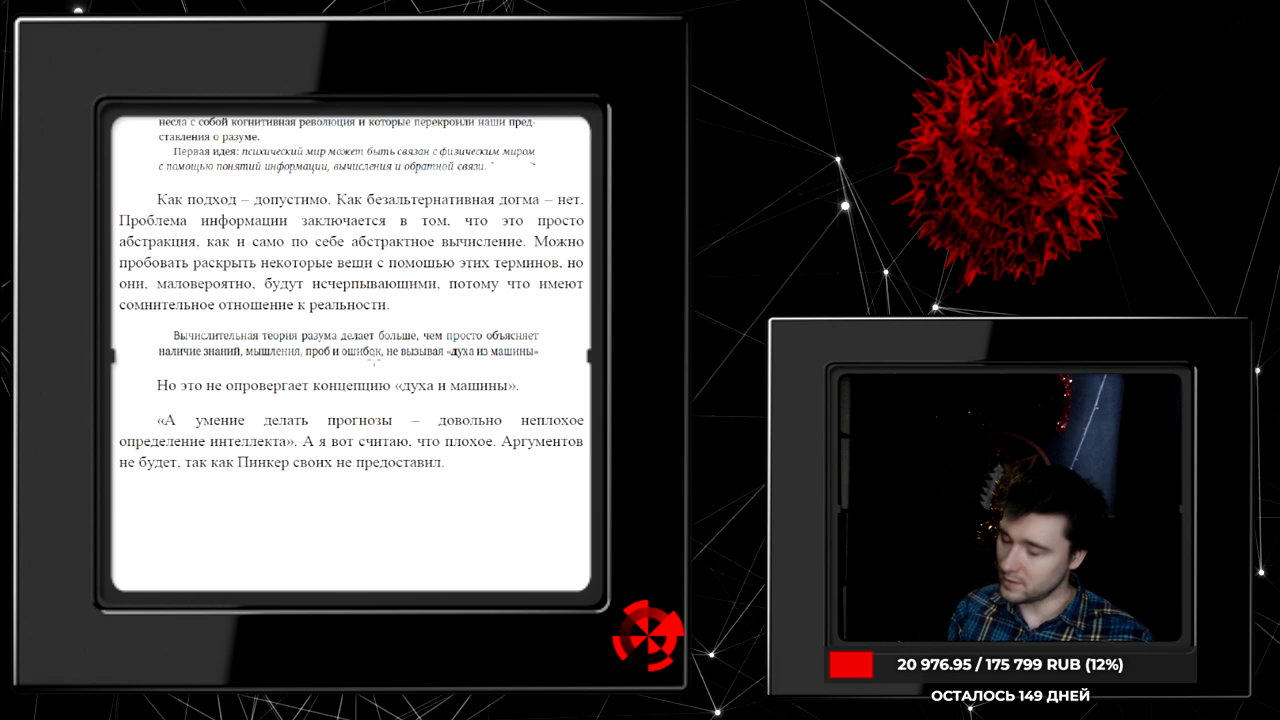 несла с собой когнитивная революция и которые перекроили наши пред-
ставления о разуме.
Первая идея: психический мир может быть связан с физическим миром
с помощью понятий информации, вычисления и обратной связи.
Как подход – допустимо. Как безальтернативная догма – нет.
Проблема информации заключается в том, что это просто
абстракция, как и само по себе абстрактное вычисление. Можно
пробовать раскрыть некоторые вещи с помощью этих терминов, но
они, маловероятно, будут исчерпывающими, потому что имеют
сомнительное отношение к реальности.
Вычислительная теория разума делает больше, чем просто объясняет
наличие знаний, мышления, проб и ошибок, не вызывая «духа из машины»
Но это не опровергает концепцию «духа и машины».
«А умение делать прогнозы – довольно неплохое
определение интеллекта». А я вот считаю, что плохое. Аргументов
не будет, так как Пинкер своих не предоставил.
20 976.95 / 175 799 RUB (12%)
ОСТАЛОСЬ 149 ДНЕЙ